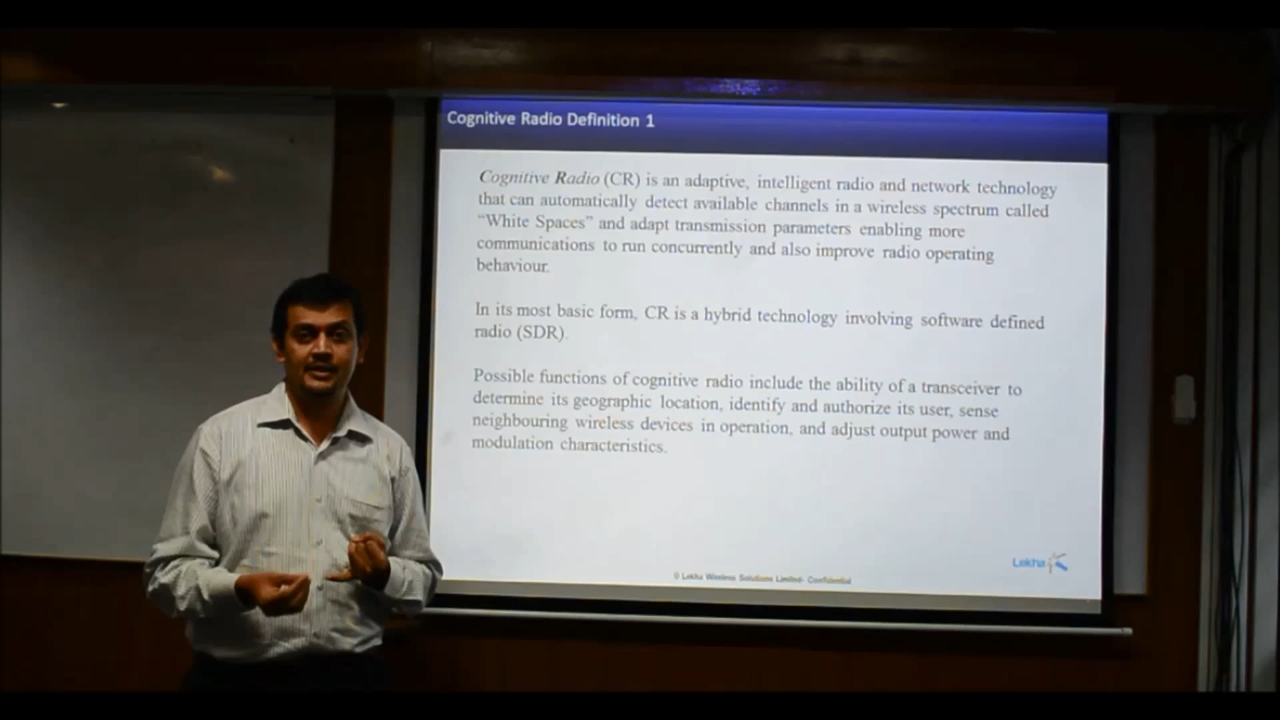 Cognitive Radio Definition 1
Cognitive Radio (CR) is an adaptive, intelligent radio and network technology
that can automatically detect available channels in a wireless spectrum called
“White Spaces” and adapt transmission parameters enabling more
communications to run concurrently and also improve radio operating
behaviour.
In its most basic form, CR is a hybrid technology involving software defined
radio (SDR).
Possible functions of cognitive radio include the ability of a transceiver to
determine its geographic location, identify and authorize its user, sense
neighbouring wireless devices in operation, and adjust output power and
modulation characteristics.
Lekha
© Lekha Wireless Solutions Limited- Confidential